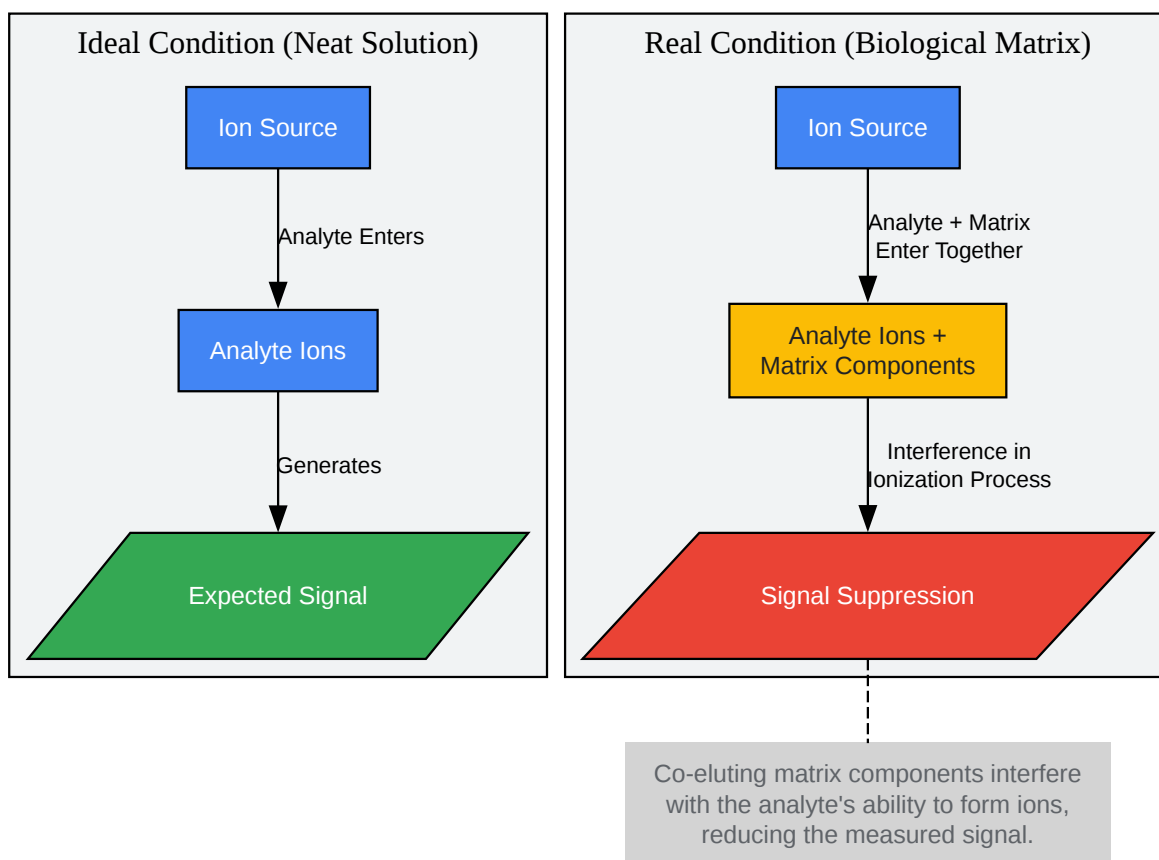 Ideal Condition (Neat Solution)
Ion Source
Analyte Enters
Analyte Ions
Generates
Expected Signal
Real Condition (Biological Matrix)
Ion Source
Analyte + Matrix
Enter Together
Analyte Ions +
Matrix Components
Interference in
Ionization Process
Signal Suppression
Co-eluting matrix components interfere
with the analyte's ability to form ions,
reducing the measured signal.